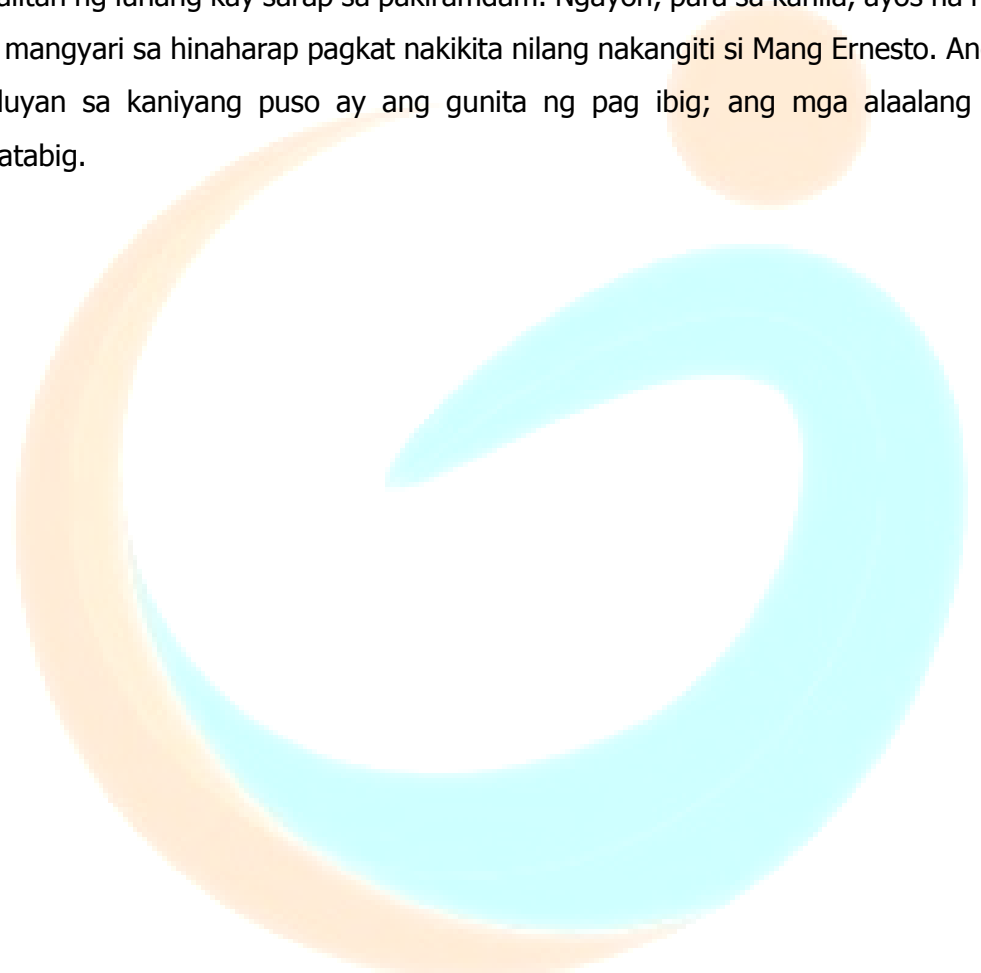 ng kay sarap sa pakiramdam. Ngayon, para sa kanila, ayos na
mangyari sa hinaharap pagkat nakikita nilang nakangiti si Mang Ernesto. An
luyan sa kaniyang puso ay ang gunita ng pag ibig; ang mga alaalang
atabig.